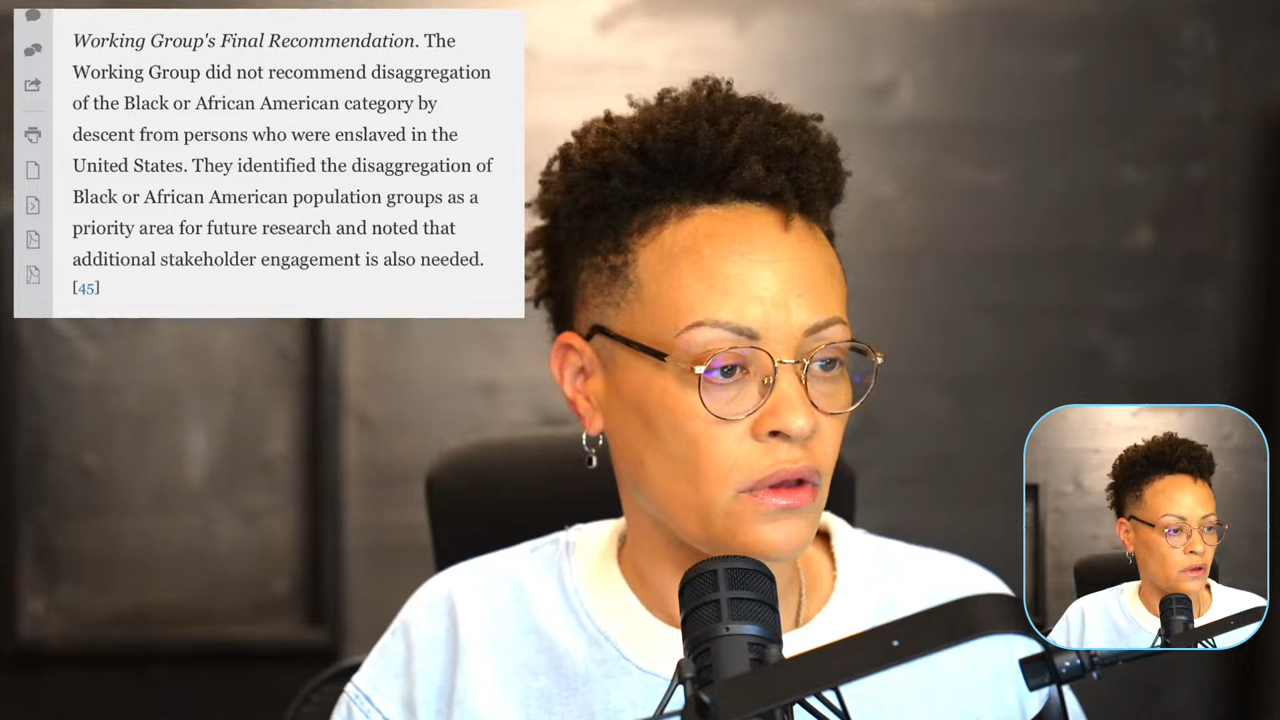 Working Group's Final Recommendation. The
Working Group did not recommend disaggregation
of the Black or African American category by
descent from persons who were enslaved in the
United States. They identified the disaggregation of
Black or African American population groups as a
priority area for future research and noted that
additional stakeholder engagement is also needed.
[45]